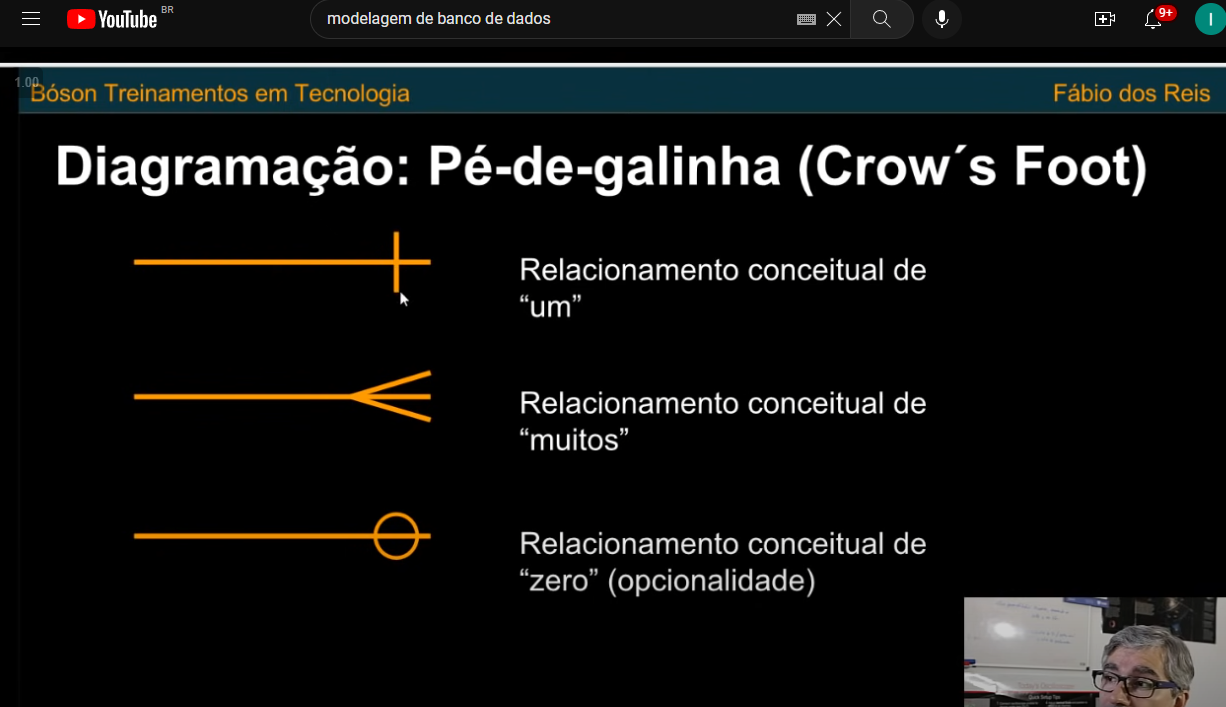 YouTube BR
modelagem de banco de dados
9+
I
1.00
Bóson Treinamentos em Tecnologia
Fábio dos Reis
Diagramação: Pé-de-galinha (Crow´s Foot)
Relacionamento conceitual de
“um”
Relacionamento conceitual de
“muitos”
Relacionamento conceitual de
“zero” (opcionalidade)